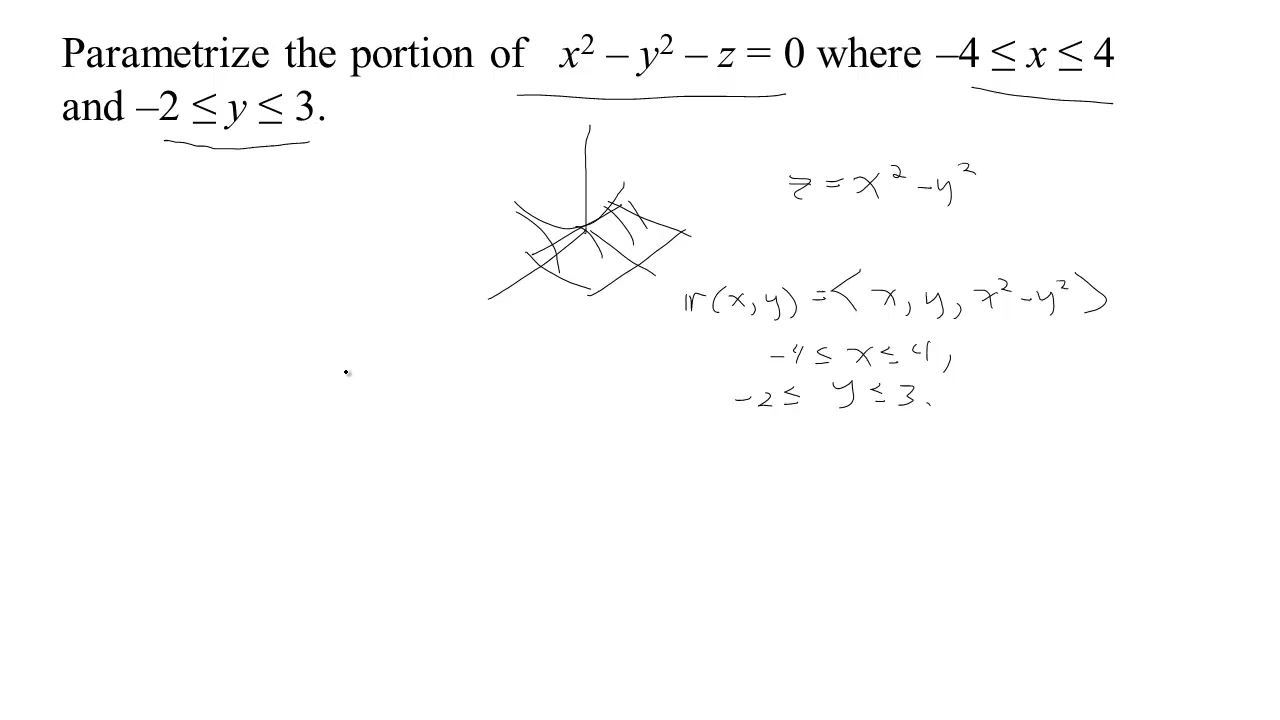 Parametrize the portion of x² – y² – z = 0 where –4 ≤ x ≤ 4
and –2 ≤ y ≤ 3.
z = x² – y²
r(x, y) = ⟨ x, y, x² – y² ⟩
–4 ≤ x ≤ 4,
–2 ≤ y ≤ 3.